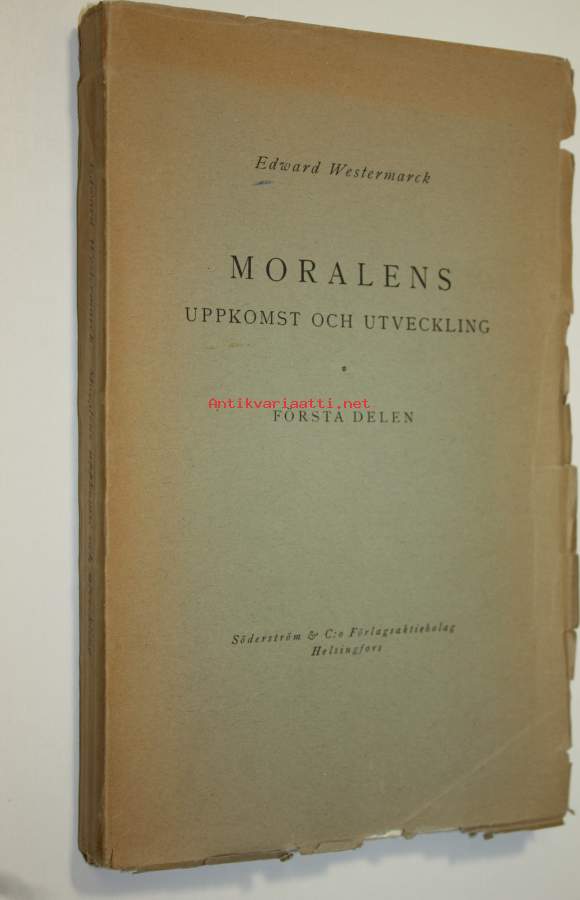 Edward Westermarck
MORALENS
UPPKOMST OCH UTVECKLING
Antikvariaatti.net
FÖRSTA DELEN
Söderström & C:o Förlagsaktiebolag
Helsingfors